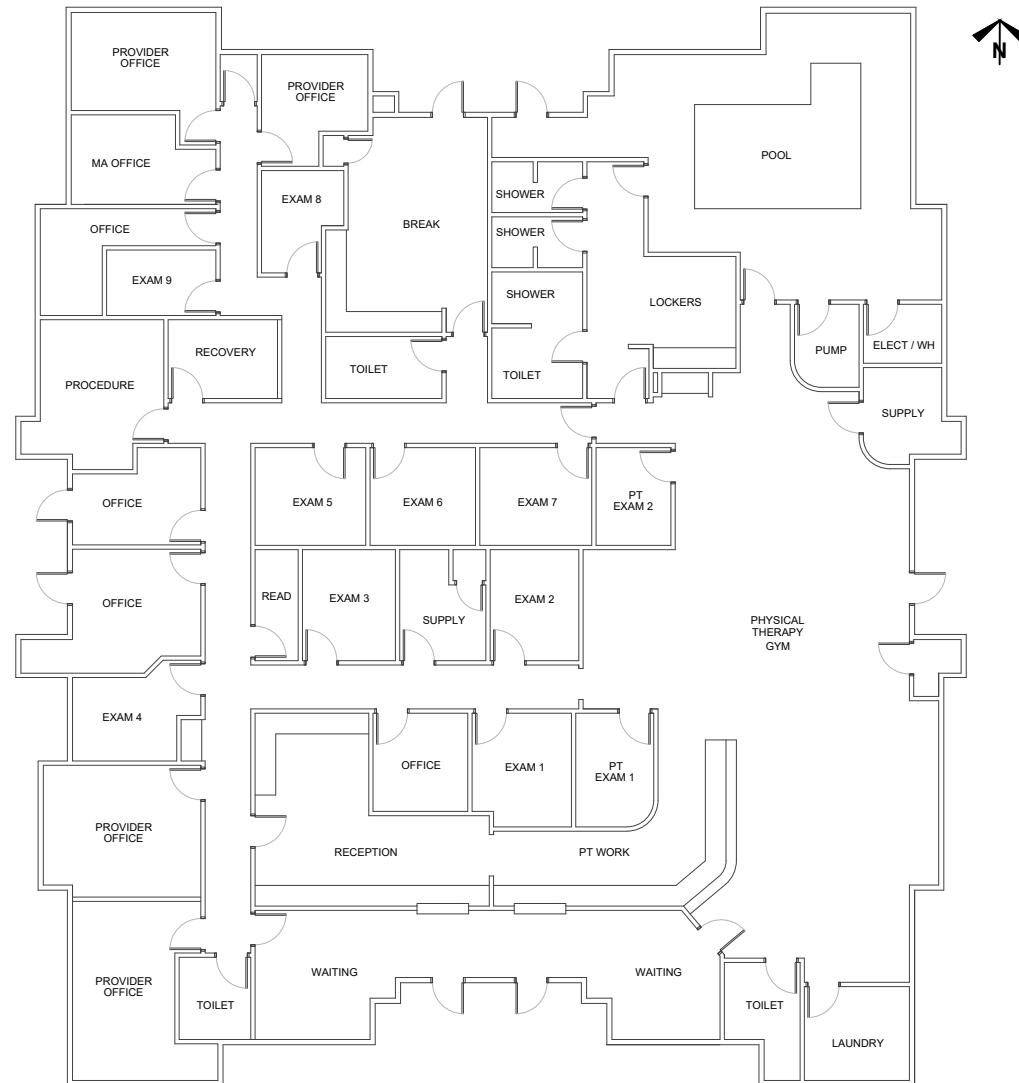 PROVIDER
OFFICE
N
PROVIDER
OFFICE
POOL
MA OFFICE
SHOWER
EXAM 8
BREAK
OFFICE
SHOWER
EXAM 9
SHOWER
LOCKERS
ELECT / WH
PUMP
RECOVERY
TOILET
TOILET
PROCEDURE
SUPPLY
OFFICE
EXAM 5
EXAM 6
EXAM 7
PT
EXAM 2
READ
EXAM 3
SUPPLY
EXAM 2
OFFICE
PHYSICAL
THERAPY
GYM
EXAM 4
OFFICE
EXAM 1
PT
EXAM 1
PROVIDER
OFFICE
RECEPTION
PT WORK
WAITING
WAITING
PROVIDER
OFFICE
TOILET
TOILET
LAUNDRY